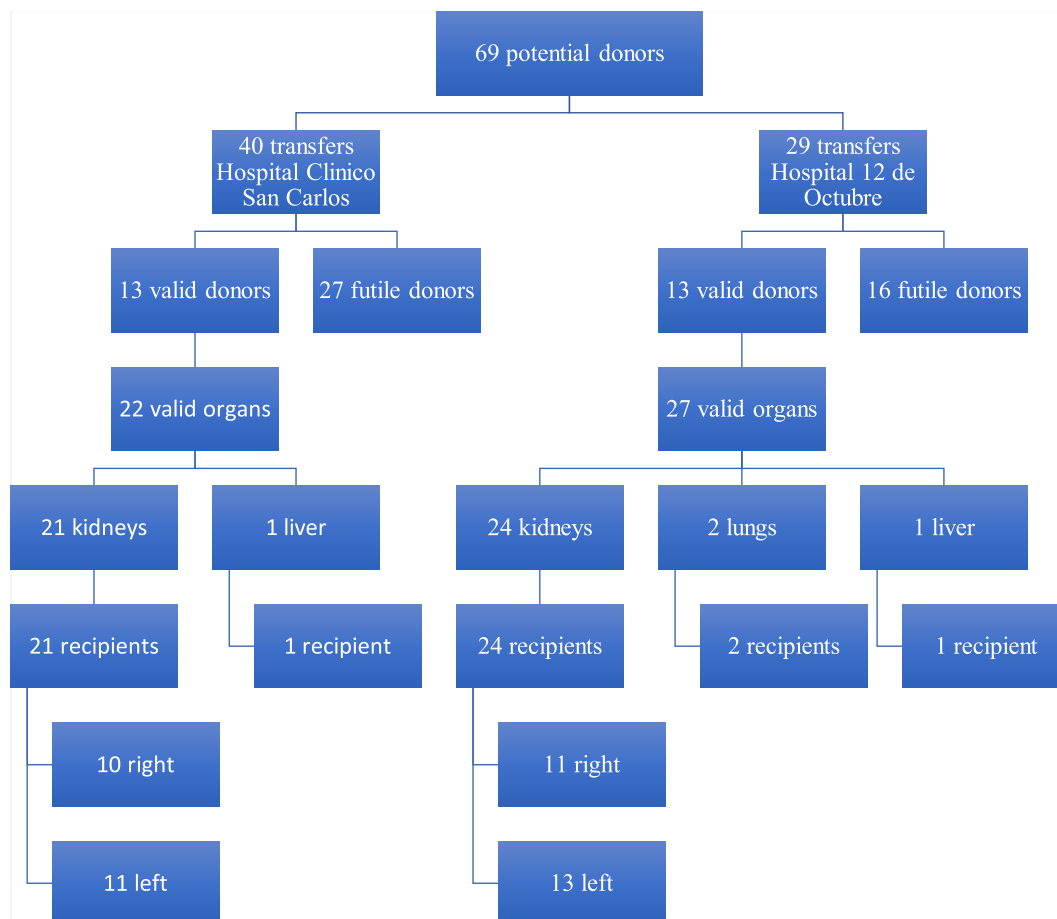 69 potential donors
40 transfers
Hospital Clinico
San Carlos
29 transfers
Hospital 12 de
Octubre
13 valid donors
27 futile donors
13 valid donors
16 futile donors
22 valid organs
27 valid organs
21 kidneys
1 liver
24 kidneys
2 lungs
1 liver
21 recipients
1 recipient
24 recipients
2 recipients
1 recipient
10 right
11 right
11 left
13 left